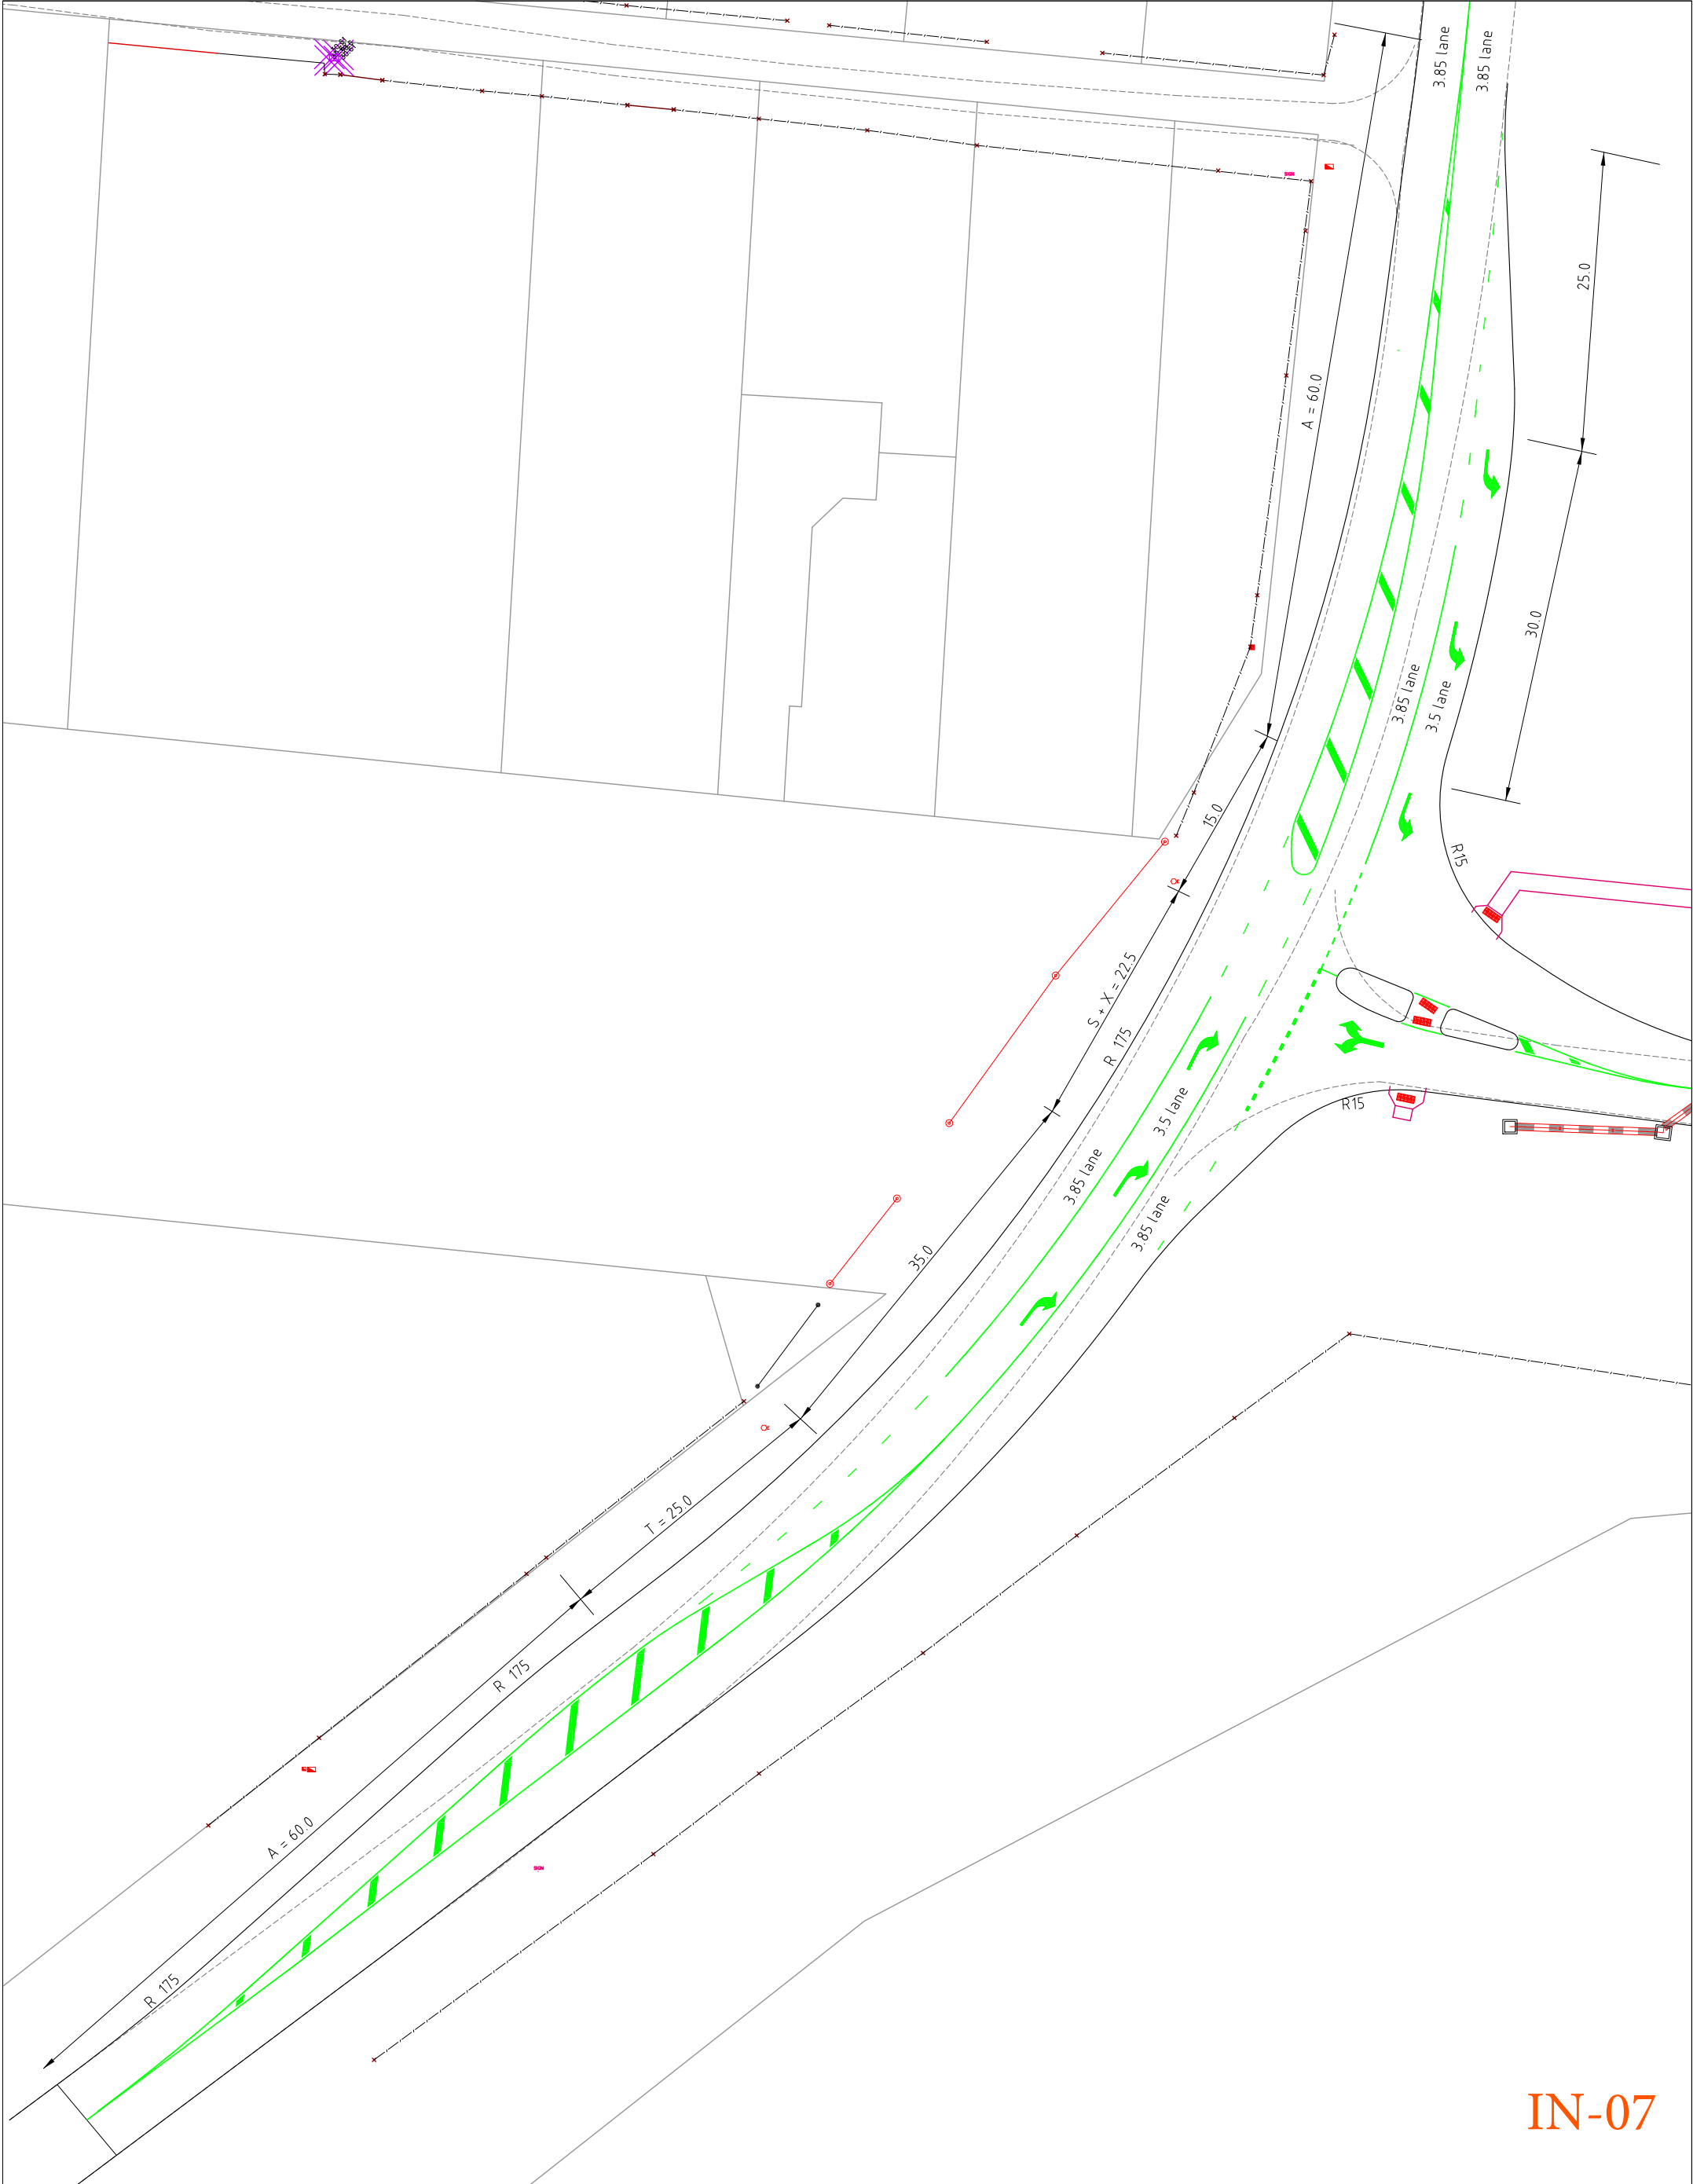 3.85 lane
3.85 lane
SIGN
25.0
A = 60.0
30.0
3.85 lane
3.5 lane
15.0
R15
S + X = 22.5
R 175
R15
3.5 lane
3.85 lane
3.85 lane
35.0
T = 25.0
R 175
A = 60.0
SIGN
R 175
IN-07